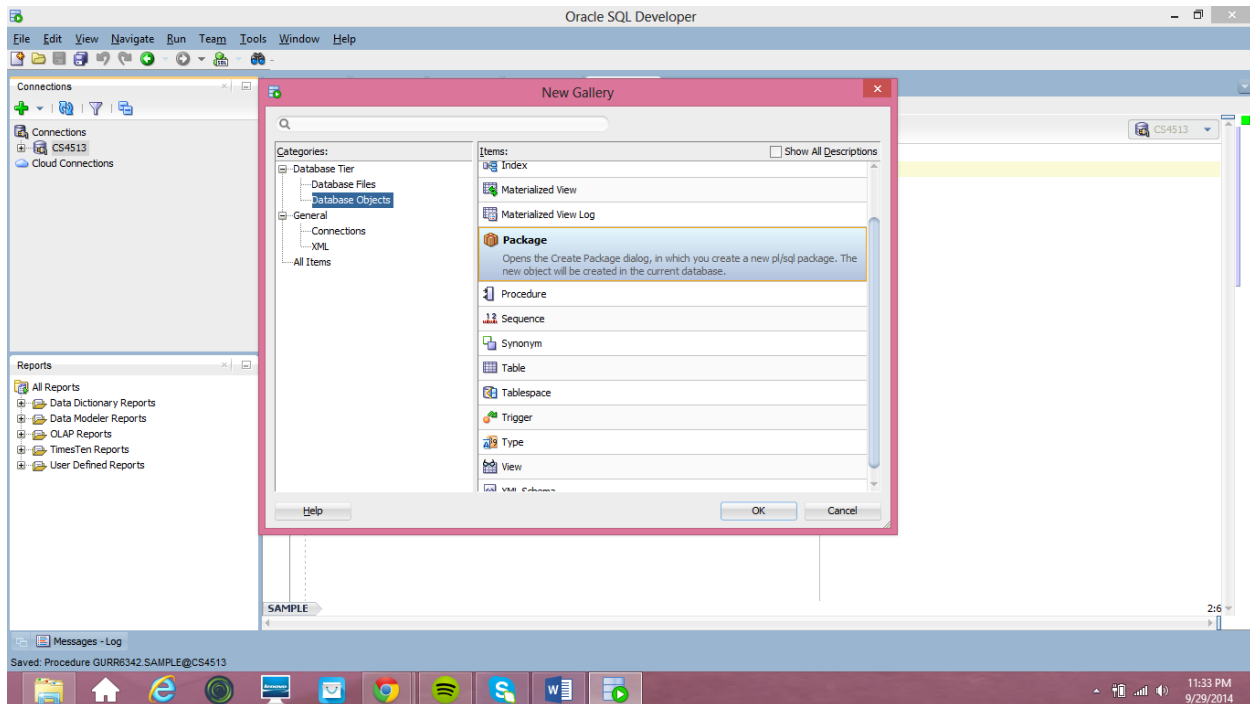 Oracle SQL Developer
File Edit View Navigate Run Team Tools Window Help
Connections
Connections
CS4513
Cloud Connections
Reports
All Reports
Data Dictionary Reports
Data Modeler Reports
OLAP Reports
TimesTen Reports
User Defined Reports
New Gallery
Categories:
Database Tier
Database Files
Database Objects
General
Connections
XML
All Items
Items:
Show All Descriptions
Index
Materialized View
Materialized View Log
Package
Opens the Create Package dialog, in which you create a new pl/sql package. The
new object will be created in the current database.
Procedure
Sequence
Synonym
Table
Tablespace
Trigger
Type
View
XML Schema
Help
OK
Cancel
CS4513
SAMPLE
2:6
Messages - Log
Saved: Procedure GURR6342.SAMPLE@CS4513
lenovo
11:33 PM
9/29/2014